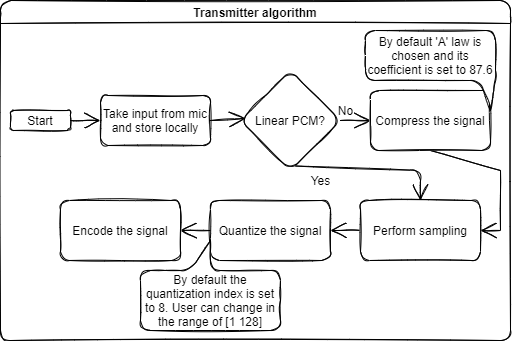 Transmitter algorithm
By default 'A' law is
chosen and its
coefficient is set to 87.6
Start
Take input from mic
and store locally
Linear PCM?
No
Compress the signal
Yes
Encode the signal
Quantize the signal
Perform sampling
By default the
quantization index is set
to 8. User can change in
the range of [1 128]